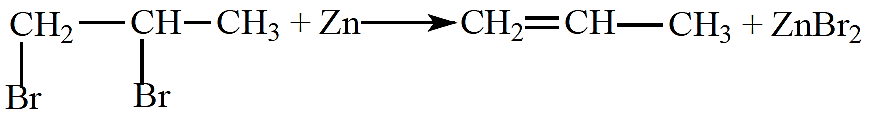 CH₂—CH—CH₃ + Zn⟶CH₂=CH—CH₃ + ZnBr₂
Br Br